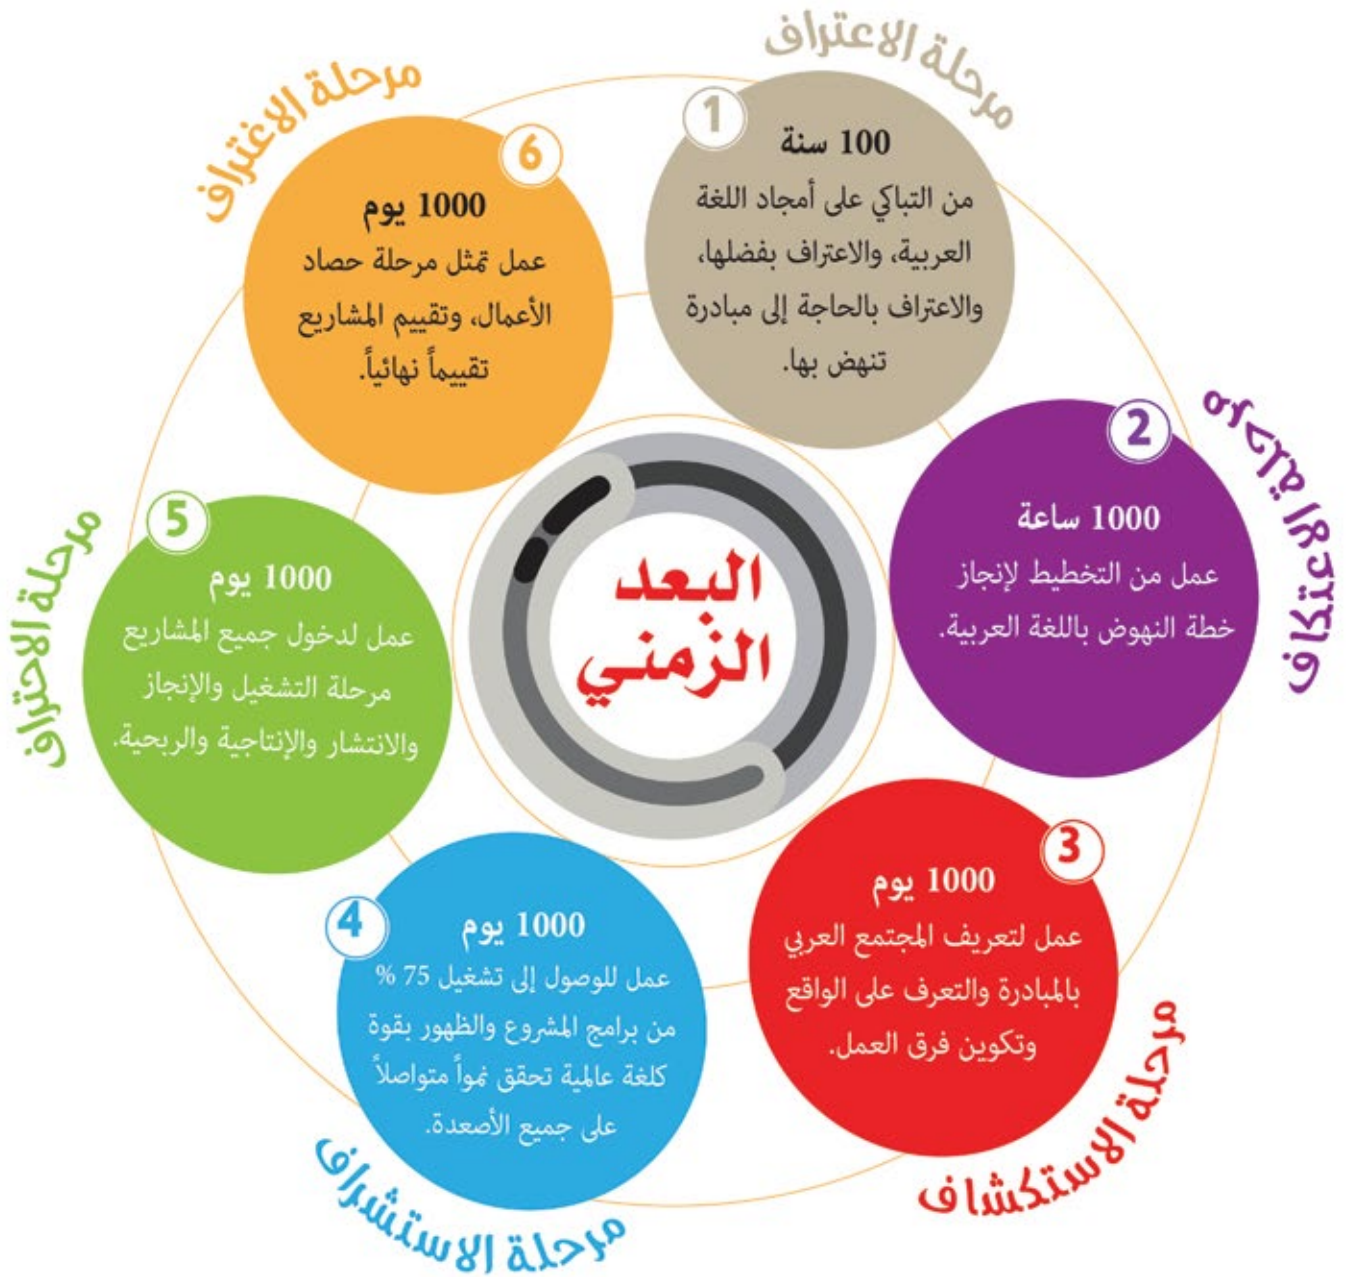 البعد
الزمني
مرحلة الاعتراف
1
100 سنة
من التباكي على أمجاد اللغة
العربية، والاعتراف بفضلها،
والاعتراف بالحاجة إلى مبادرة
تنهض بها.
مرحلة الاعتكاف
2
1000 ساعة
عمل من التخطيط لإنجاز
خطة النهوض باللغة العربية.
مرحلة الاستكشاف
3
1000 يوم
عمل لتعريف المجتمع العربي
بالمبادرة والتعرف على الواقع
وتكوين فرق العمل.
مرحلة الاستشراف
4
1000 يوم
عمل للوصول إلى تشغيل 75 %
من برامج المشروع والظهور بقوة
كلغة عالمية تحقق نمواً متواصلاً
على جميع الأصعدة.
مرحلة الاحتراف
5
1000 يوم
عمل لدخول جميع المشاريع
مرحلة التشغيل والإنجاز
والانتشار والإنتاجية والربحية.
مرحلة الاغتراف
6
1000 يوم
عمل تمثل مرحلة حصاد
الأعمال، وتقييم المشاريع
تقييماً نهائياً.